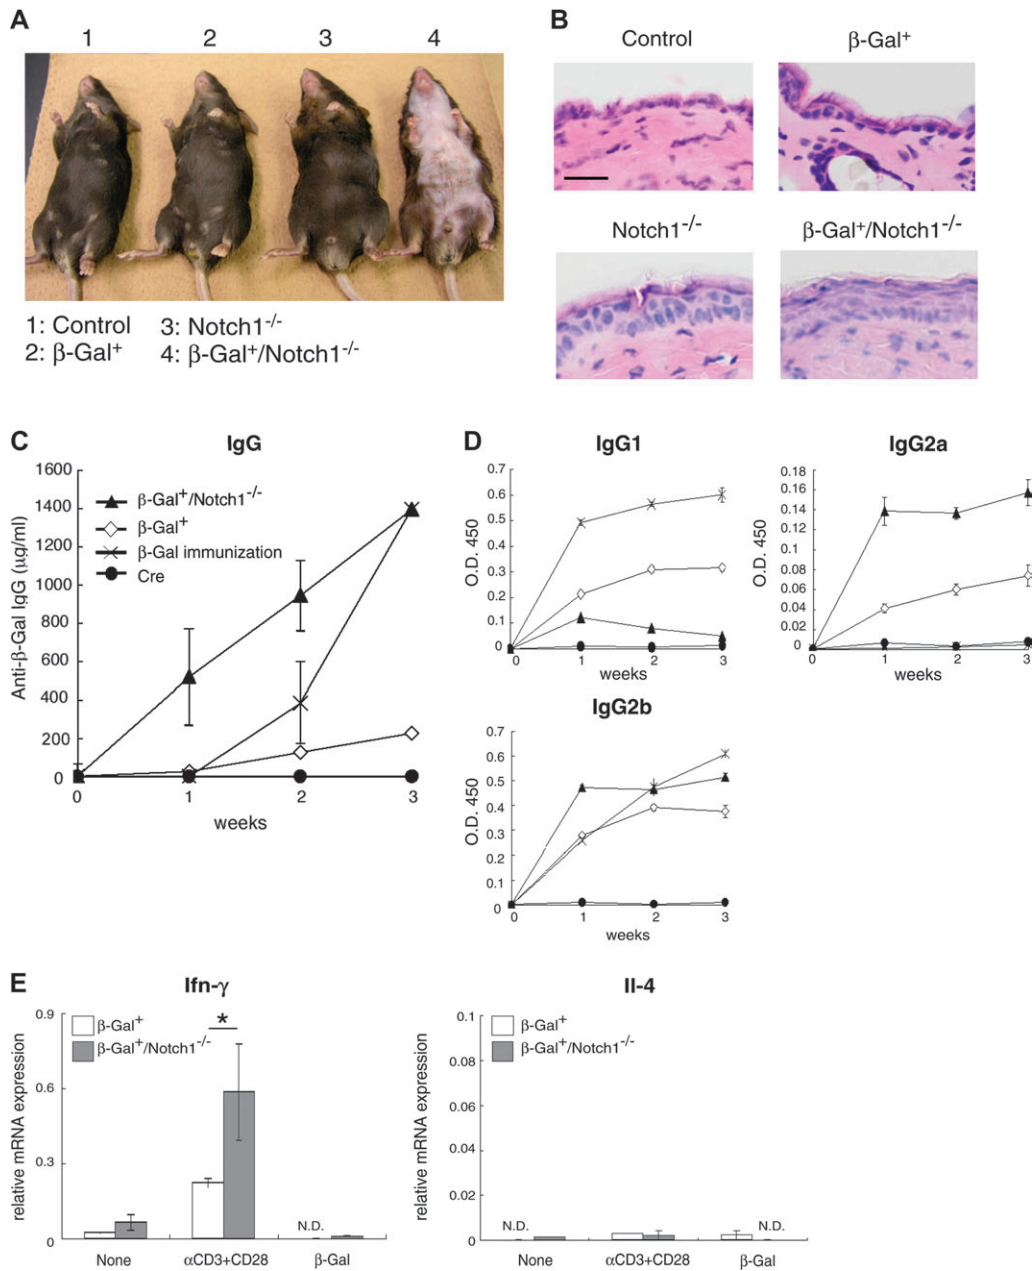 A
1 2 3 4
1: Control 3: Notch1-/-
2: β-Gal+ 4: β-Gal+/Notch1-/-
B
Control β-Gal+
Notch1-/- β-Gal+/Notch1-/-
C
IgG
Anti-β-Gal IgG (μg/ml)
1600
1400
1200
1000
800
600
400
200
0
β-Gal+/Notch1-/-
β-Gal+
β-Gal immunization
Cre
0 1 2 3
weeks
D
IgG1
O.D. 450
0.7
0.6
0.5
0.4
0.3
0.2
0.1
0
0 1 2 3
weeks
IgG2a
O.D. 450
0.18
0.16
0.14
0.12
0.10
0.08
0.06
0.04
0.02
0
0 1 2 3
weeks
IgG2b
O.D. 450
0.7
0.6
0.5
0.4
0.3
0.2
0.1
0
0 1 2 3
weeks
E
Ifn-γ
relative mRNA expression
0.9
0.6
0.3
0
β-Gal+
β-Gal+/Notch1-/-
*
N.D.
None αCD3+CD28 β-Gal
Il-4
relative mRNA expression
0.1
0.08
0.06
0.04
0.02
0
β-Gal+
β-Gal+/Notch1-/-
N.D. N.D.
None αCD3+CD28 β-Gal